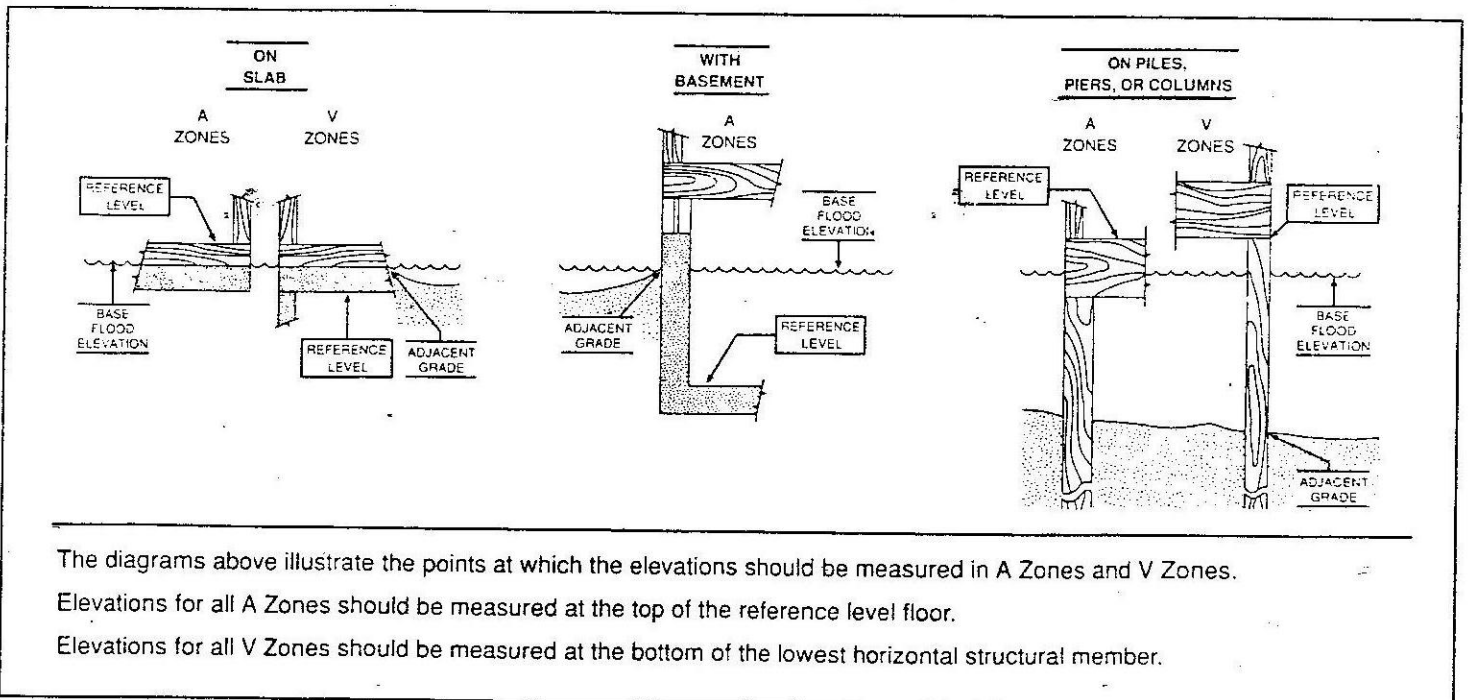 ON
SLAB
A
ZONES
V
ZONES
REFERENCE
LEVEL
BASE
FLOOD
ELEVATION
REFERENCE
LEVEL
ADJACENT
GRADE
WITH
BASEMENT
A
ZONES
BASE
FLOOD
ELEVATION
ADJACENT
GRADE
REFERENCE
LEVEL
ON PILES,
PIERS, OR COLUMNS
A
ZONES
V
ZONES
REFERENCE
LEVEL
REFERENCE
LEVEL
BASE
FLOOD
ELEVATION
ADJACENT
GRADE
The diagrams above illustrate the points at which the elevations should be measured in A Zones and V Zones.
Elevations for all A Zones should be measured at the top of the reference level floor.
Elevations for all V Zones should be measured at the bottom of the lowest horizontal structural member.